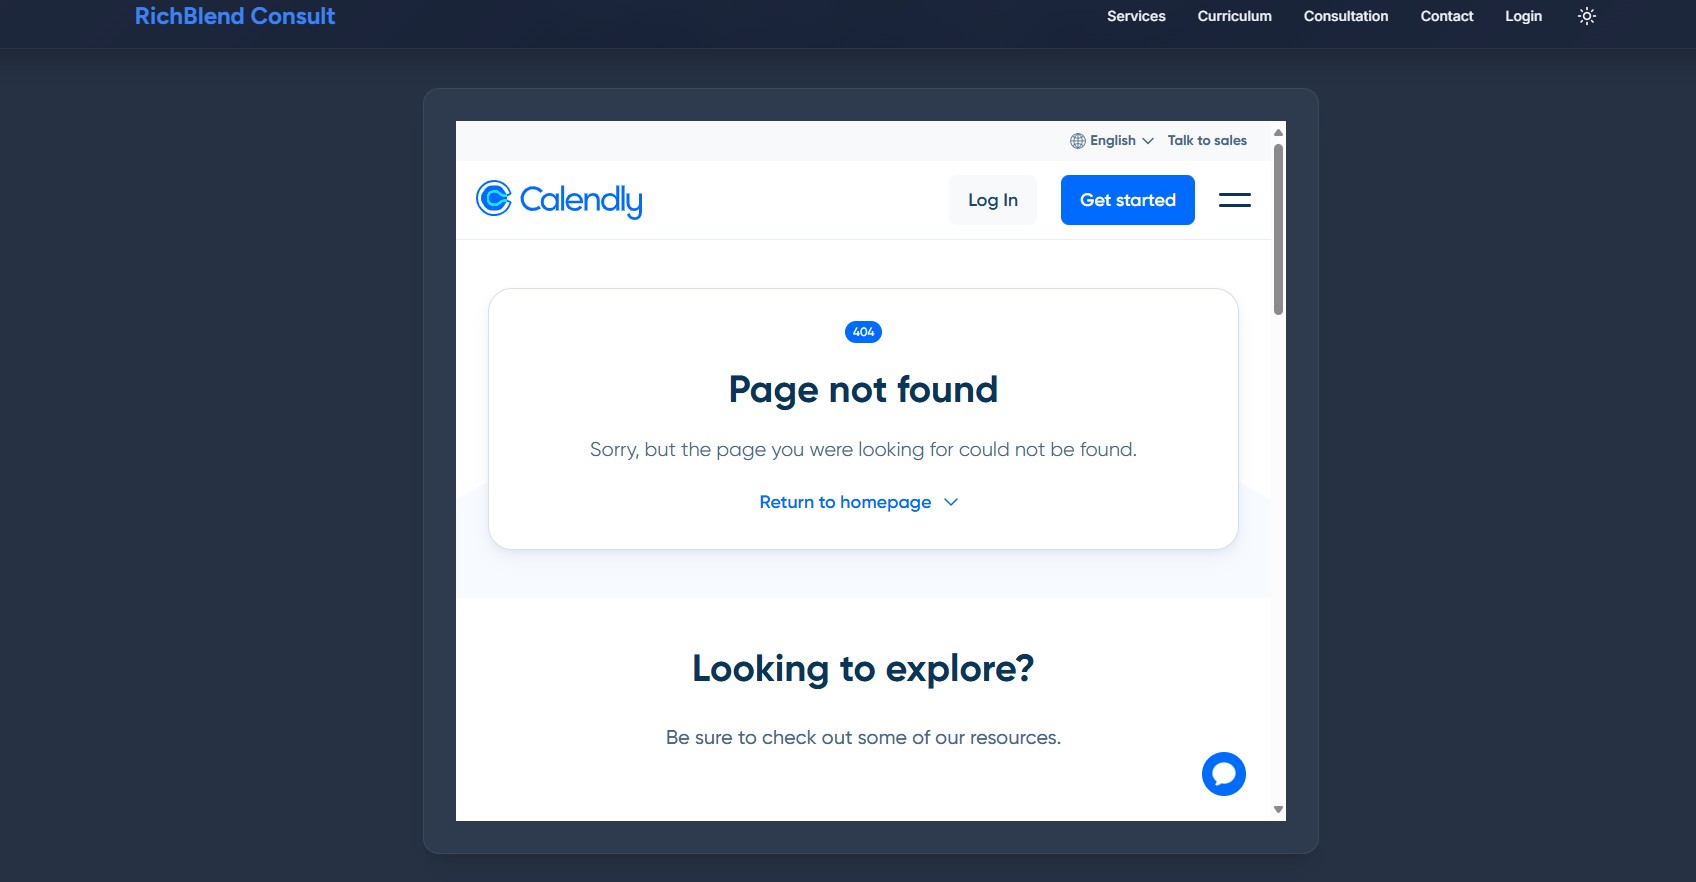 RichBlend Consult
Services Curriculum Consultation Contact Login
English Talk to sales
Calendly
Log In Get started
404
Page not found
Sorry, but the page you were looking for could not be found.
Return to homepage
Looking to explore?
Be sure to check out some of our resources.